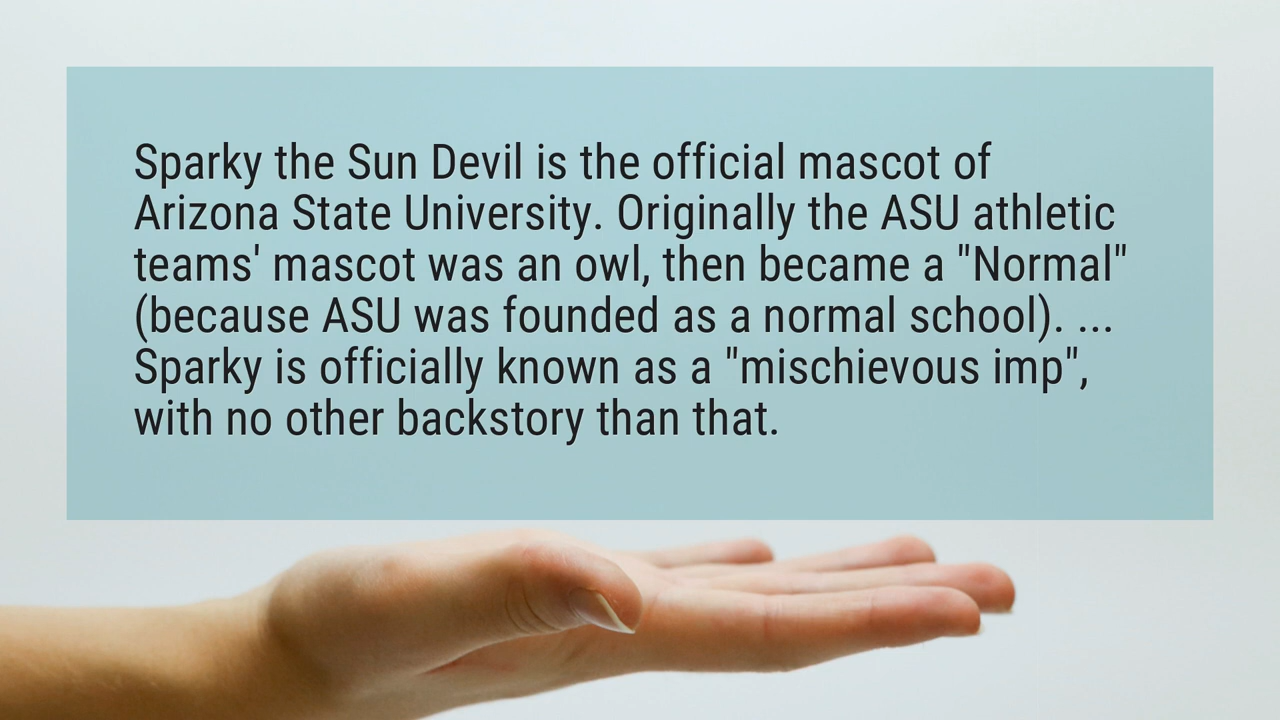 Sparky the Sun Devil is the official mascot of
Arizona State University. Originally the ASU athletic
teams' mascot was an owl, then became a "Normal"
(because ASU was founded as a normal school). ...
Sparky is officially known as a "mischievous imp",
with no other backstory than that.